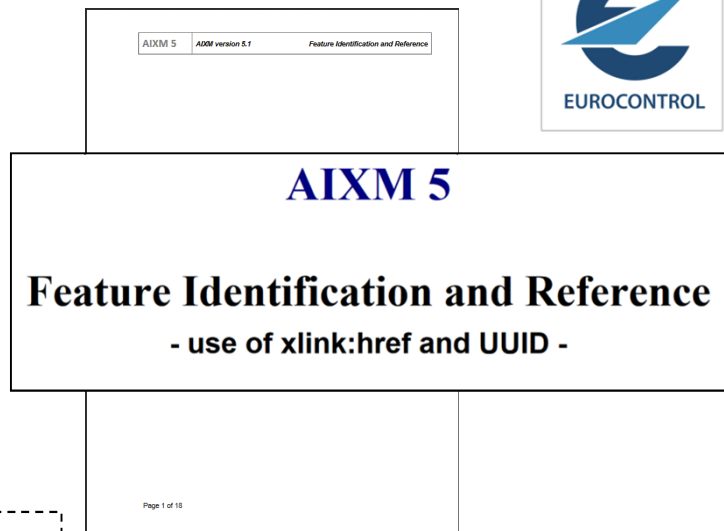 AIXM 5 AIXM version 5.1 Feature Identification and Reference
EUROCONTROL
AIXM 5
Feature Identification and Reference
- use of xlink:href and UUID -
Page 1 of 18